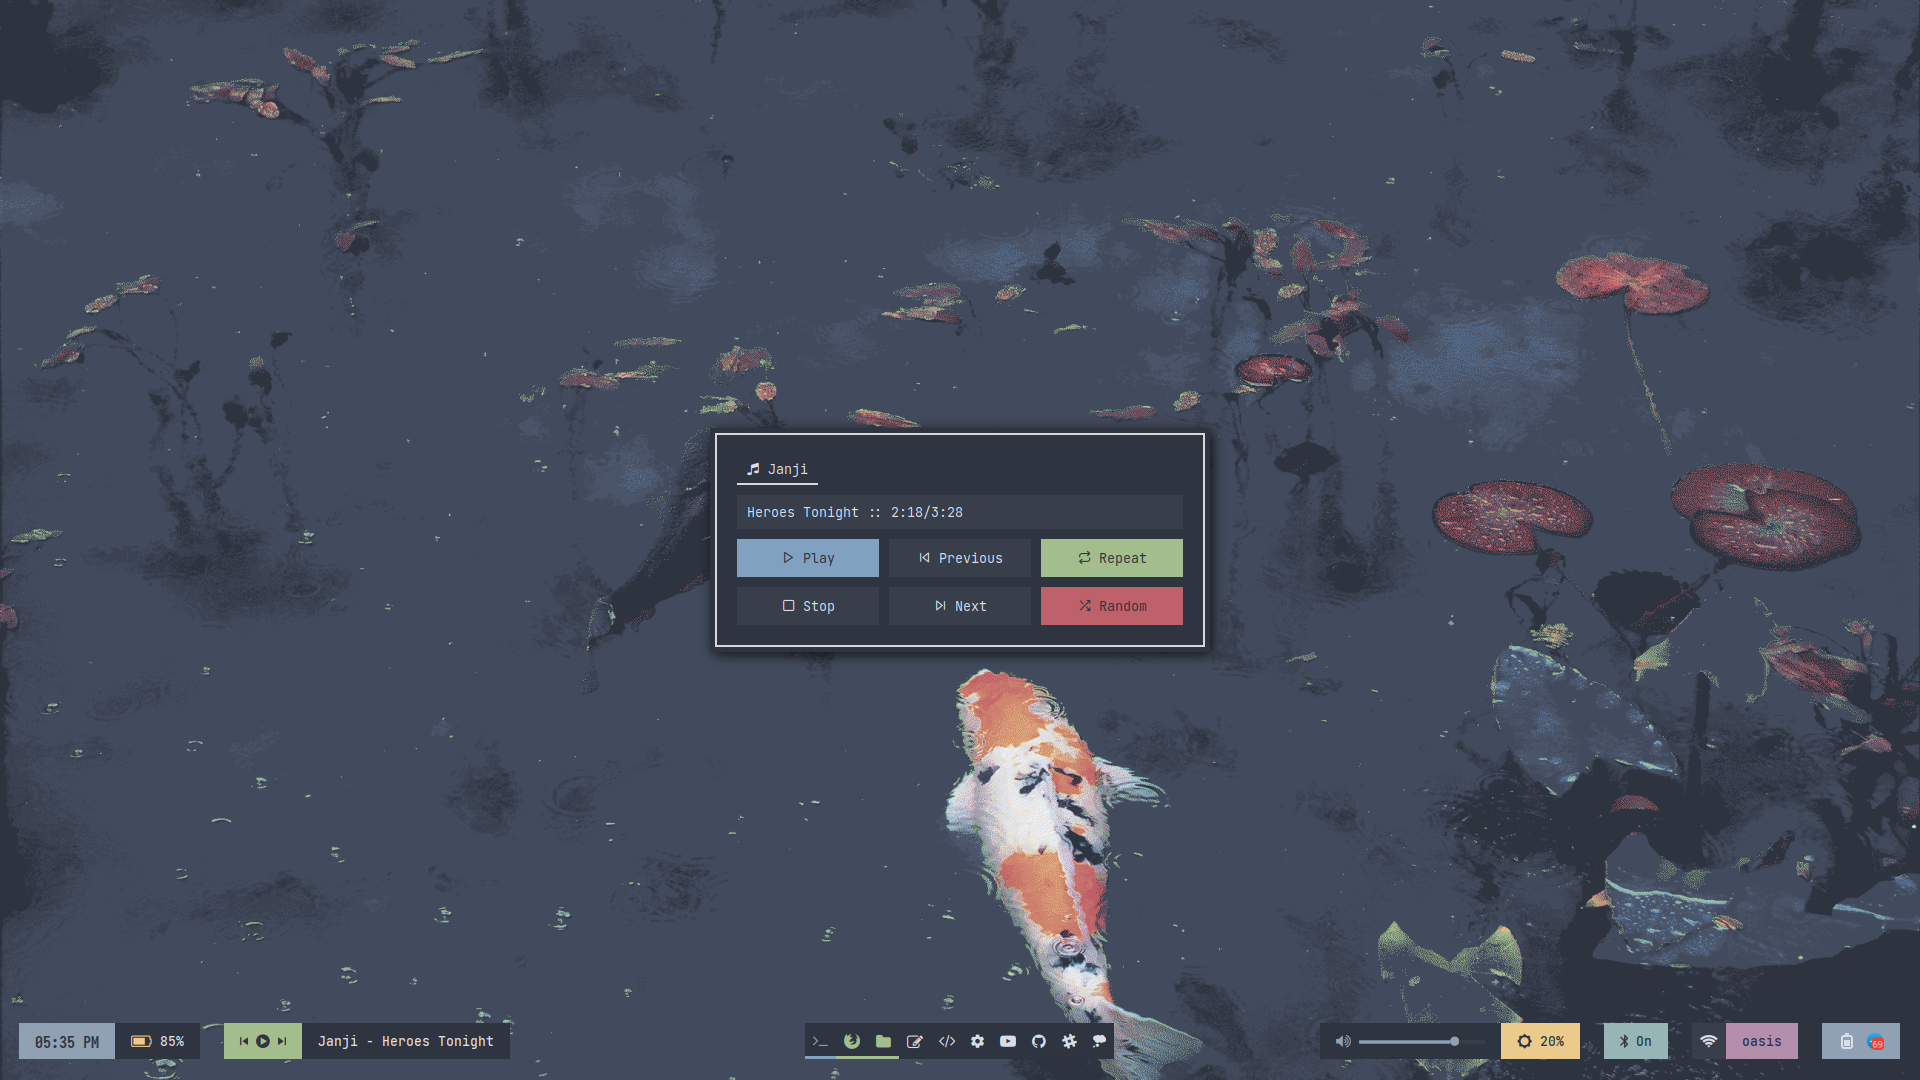 Janji
Heroes Tonight :: 2:18/3:28
Play Previous Repeat
Stop Next Random
05:35 PM 85% Janji - Heroes Tonight 20% On oasis 69